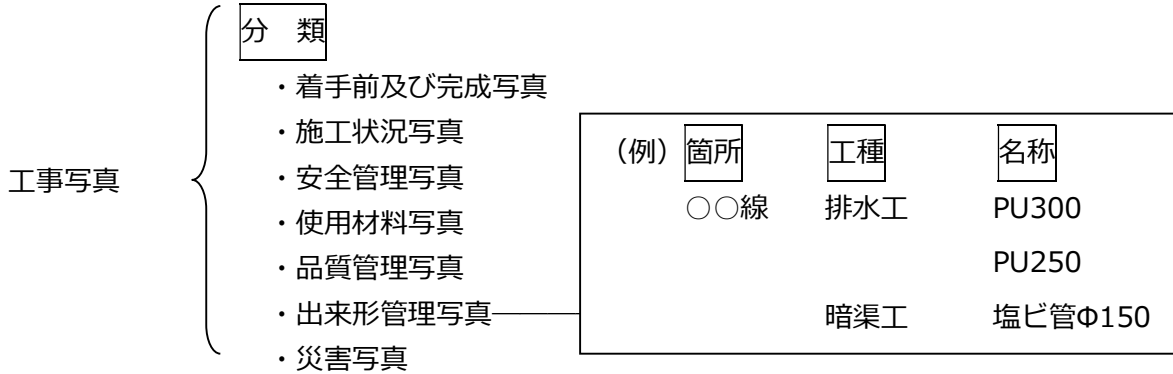 分　類
・着手前及び完成写真
・施工状況写真
・安全管理写真
工事写真
・使用材料写真
・品質管理写真
・出来形管理写真
・災害写真
（例） 箇所　工種　名称
○○線　排水工　PU300
PU250
暗渠工　塩ビ管Φ150